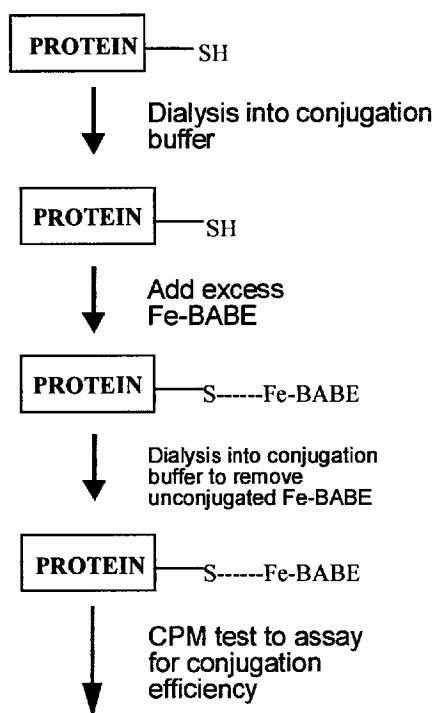 PROTEIN SH
Dialysis into conjugation
buffer
PROTEIN SH
Add excess
Fe-BABE
PROTEIN S------Fe-BABE
Dialysis into conjugation
buffer to remove
unconjugated Fe-BABE
PROTEIN S------Fe-BABE
CPM test to assay
for conjugation
efficiency